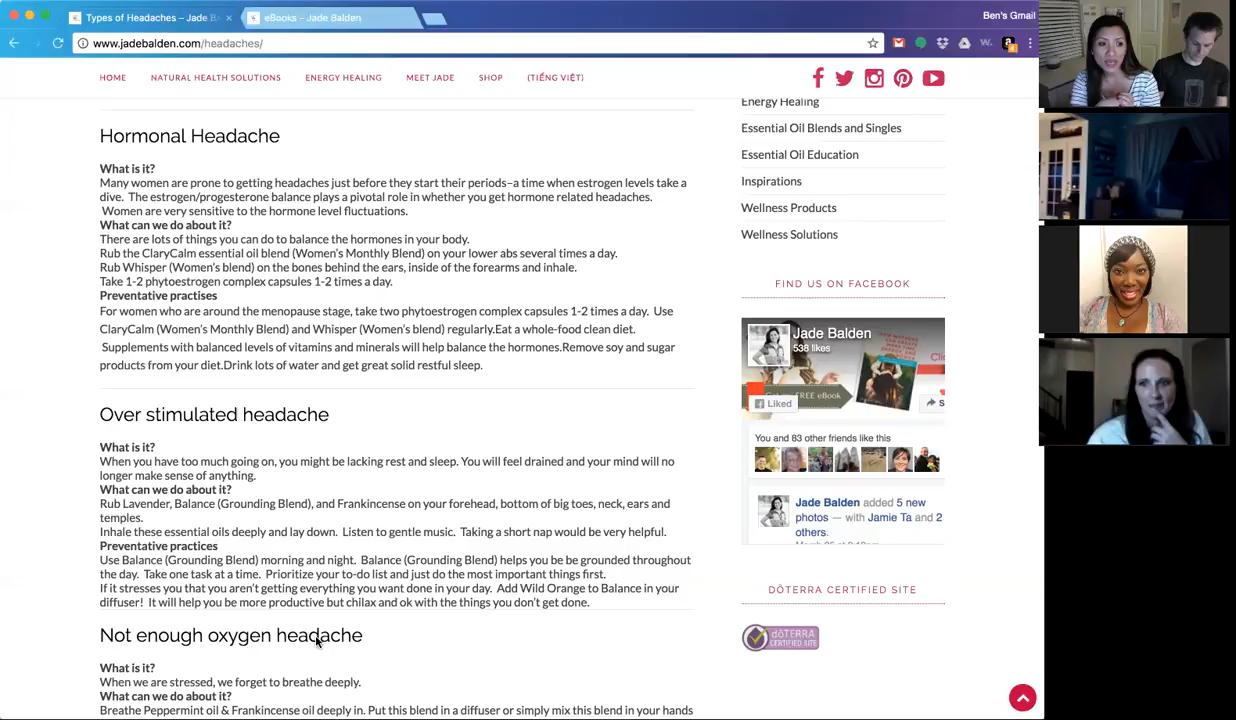 Types of Headaches – Jade B
eBooks – Jade Balden
Ben's Gmail
www.jadebalden.com/headaches/
HOME NATURAL HEALTH SOLUTIONS ENERGY HEALING MEET JADE SHOP (TIẾNG VIỆT)
Hormonal Headache
What is it?
Many women are prone to getting headaches just before they start their periods–a time when estrogen levels take a
dive. The estrogen/progesterone balance plays a pivotal role in whether you get hormone related headaches.
Women are very sensitive to the hormone level fluctuations.
What can we do about it?
There are lots of things you can do to balance the hormones in your body.
Rub the ClaryCalm essential oil blend (Women's Monthly Blend) on your lower abs several times a day.
Rub Whisper (Women's blend) on the bones behind the ears, inside of the forearms and inhale.
Take 1-2 phytoestrogen complex capsules 1-2 times a day.
Preventative practises
For women who are around the menopause stage, take two phytoestrogen complex capsules 1-2 times a day. Use
ClaryCalm (Women's Monthly Blend) and Whisper (Women's blend) regularly.Eat a whole-food clean diet.
Supplements with balanced levels of vitamins and minerals will help balance the hormones.Remove soy and sugar
products from your diet.Drink lots of water and get great solid restful sleep.
Over stimulated headache
What is it?
When you have too much going on, you might be lacking rest and sleep. You will feel drained and your mind will no
longer make sense of anything.
What can we do about it?
Rub Lavender, Balance (Grounding Blend), and Frankincense on your forehead, bottom of big toes, neck, ears and
temples.
Inhale these essential oils deeply and lay down. Listen to gentle music. Taking a short nap would be very helpful.
Preventative practices
Use Balance (Grounding Blend) morning and night. Balance (Grounding Blend) helps you be be grounded throughout
the day. Take one task at a time. Prioritize your to-do list and just do the most important things first.
If it stresses you that you aren't getting everything you want done in your day. Add Wild Orange to Balance in your
diffuser! It will help you be more productive but chilax and ok with the things you don't get done.
Not enough oxygen headache
What is it?
When we are stressed, we forget to breathe deeply.
What can we do about it?
Breathe Peppermint oil & Frankincense oil deeply in. Put this blend in a diffuser or simply mix this blend in your hands
Energy Healing
Essential Oil Blends and Singles
Essential Oil Education
Inspirations
Wellness Products
Wellness Solutions
FIND US ON FACEBOOK
Jade Balden
538 likes
FREE eBook
Liked
S
You and 83 other friends like this
Jade Balden added 5 new
photos — with Jamie Ta and 2
others.
DŌTERRA CERTIFIED SITE
dōTERRA
CERTIFIED SITE